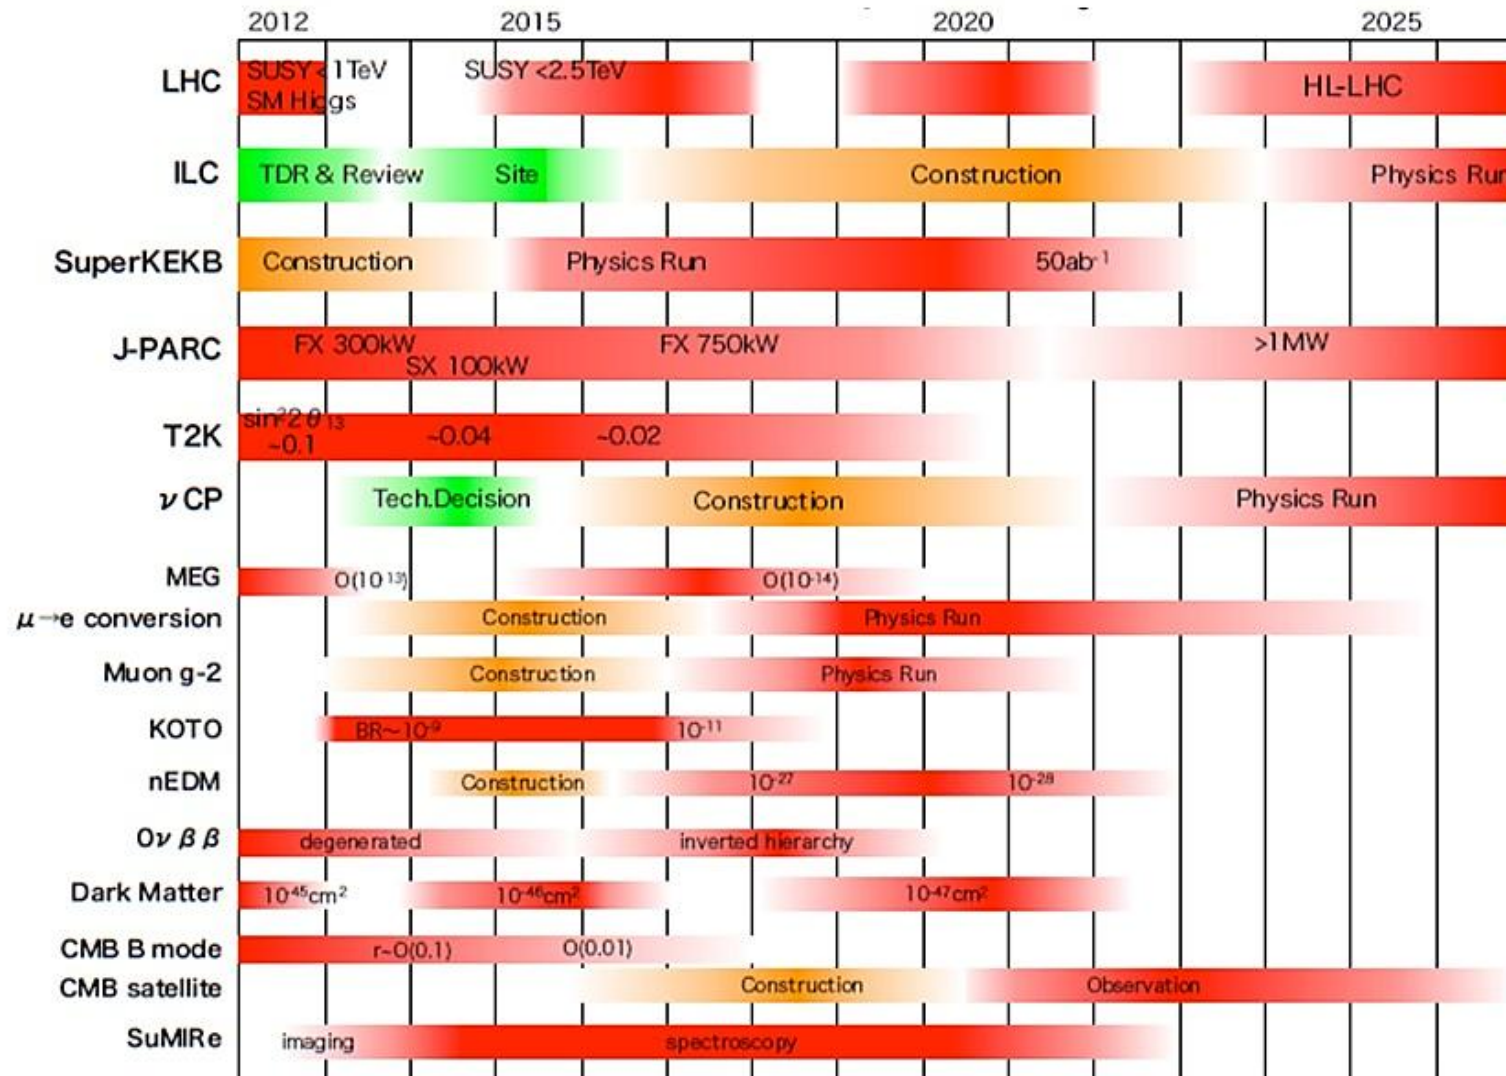 2012 2015 2020 2025
LHC SUSY <1TeV SUSY <2.5TeV HL-LHC
SM Higgs
ILC TDR & Review Site Construction Physics Run
SuperKEKB Construction Physics Run 50ab⁻¹
J-PARC FX 300kW FX 750kW >1MW
SX 100kW
sin²2θ₁₃
T2K ~0.1 ~0.04 ~0.02
νCP Tech.Decision Construction Physics Run
MEG O(10⁻¹³) O(10⁻¹⁴)
μ→e conversion Construction Physics Run
Muon g-2 Construction Physics Run
KOTO BR~10⁻⁹ 10⁻¹¹
nEDM Construction 10⁻²⁷ 10⁻²⁸
0νββ degenerated inverted hierarchy
Dark Matter 10⁻⁴⁵cm² 10⁻⁴⁶cm² 10⁻⁴⁷cm²
CMB B mode r~O(0.1) O(0.01)
CMB satellite Construction Observation
SuMIRe imaging spectroscopy